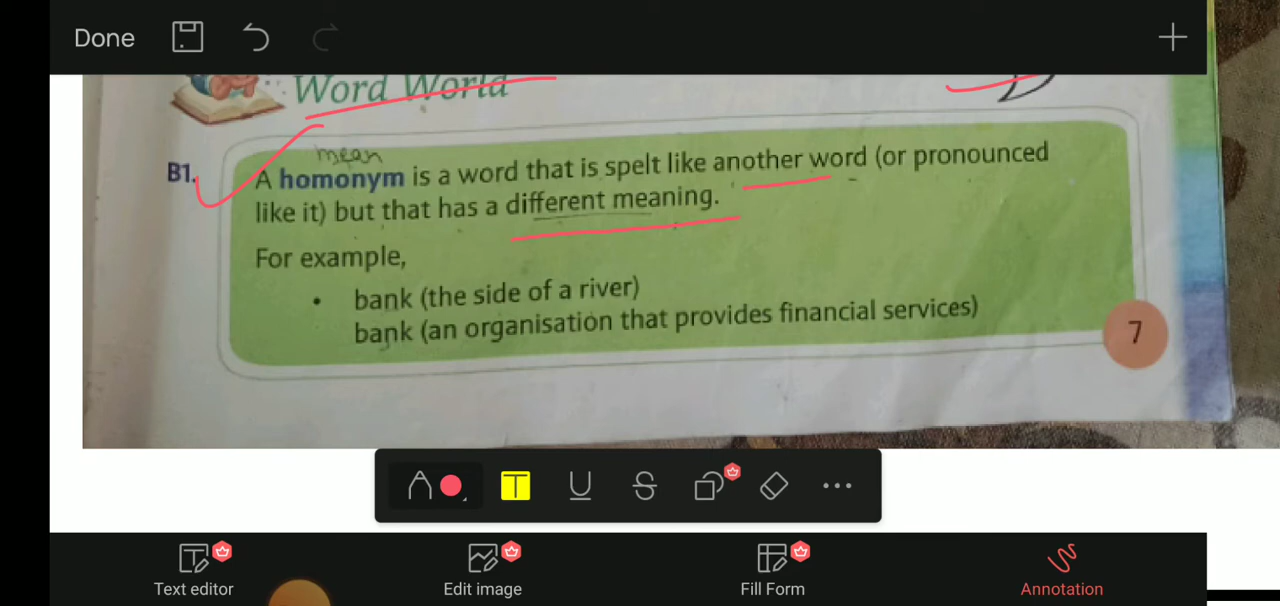 Done
Word World
mean
B1.
A homonym is a word that is spelt like another word (or pronounced
like it) but that has a different meaning.
For example,
• bank (the side of a river)
bank (an organisation that provides financial services)
7
T
U
S
Text editor
Edit image
Fill Form
Annotation